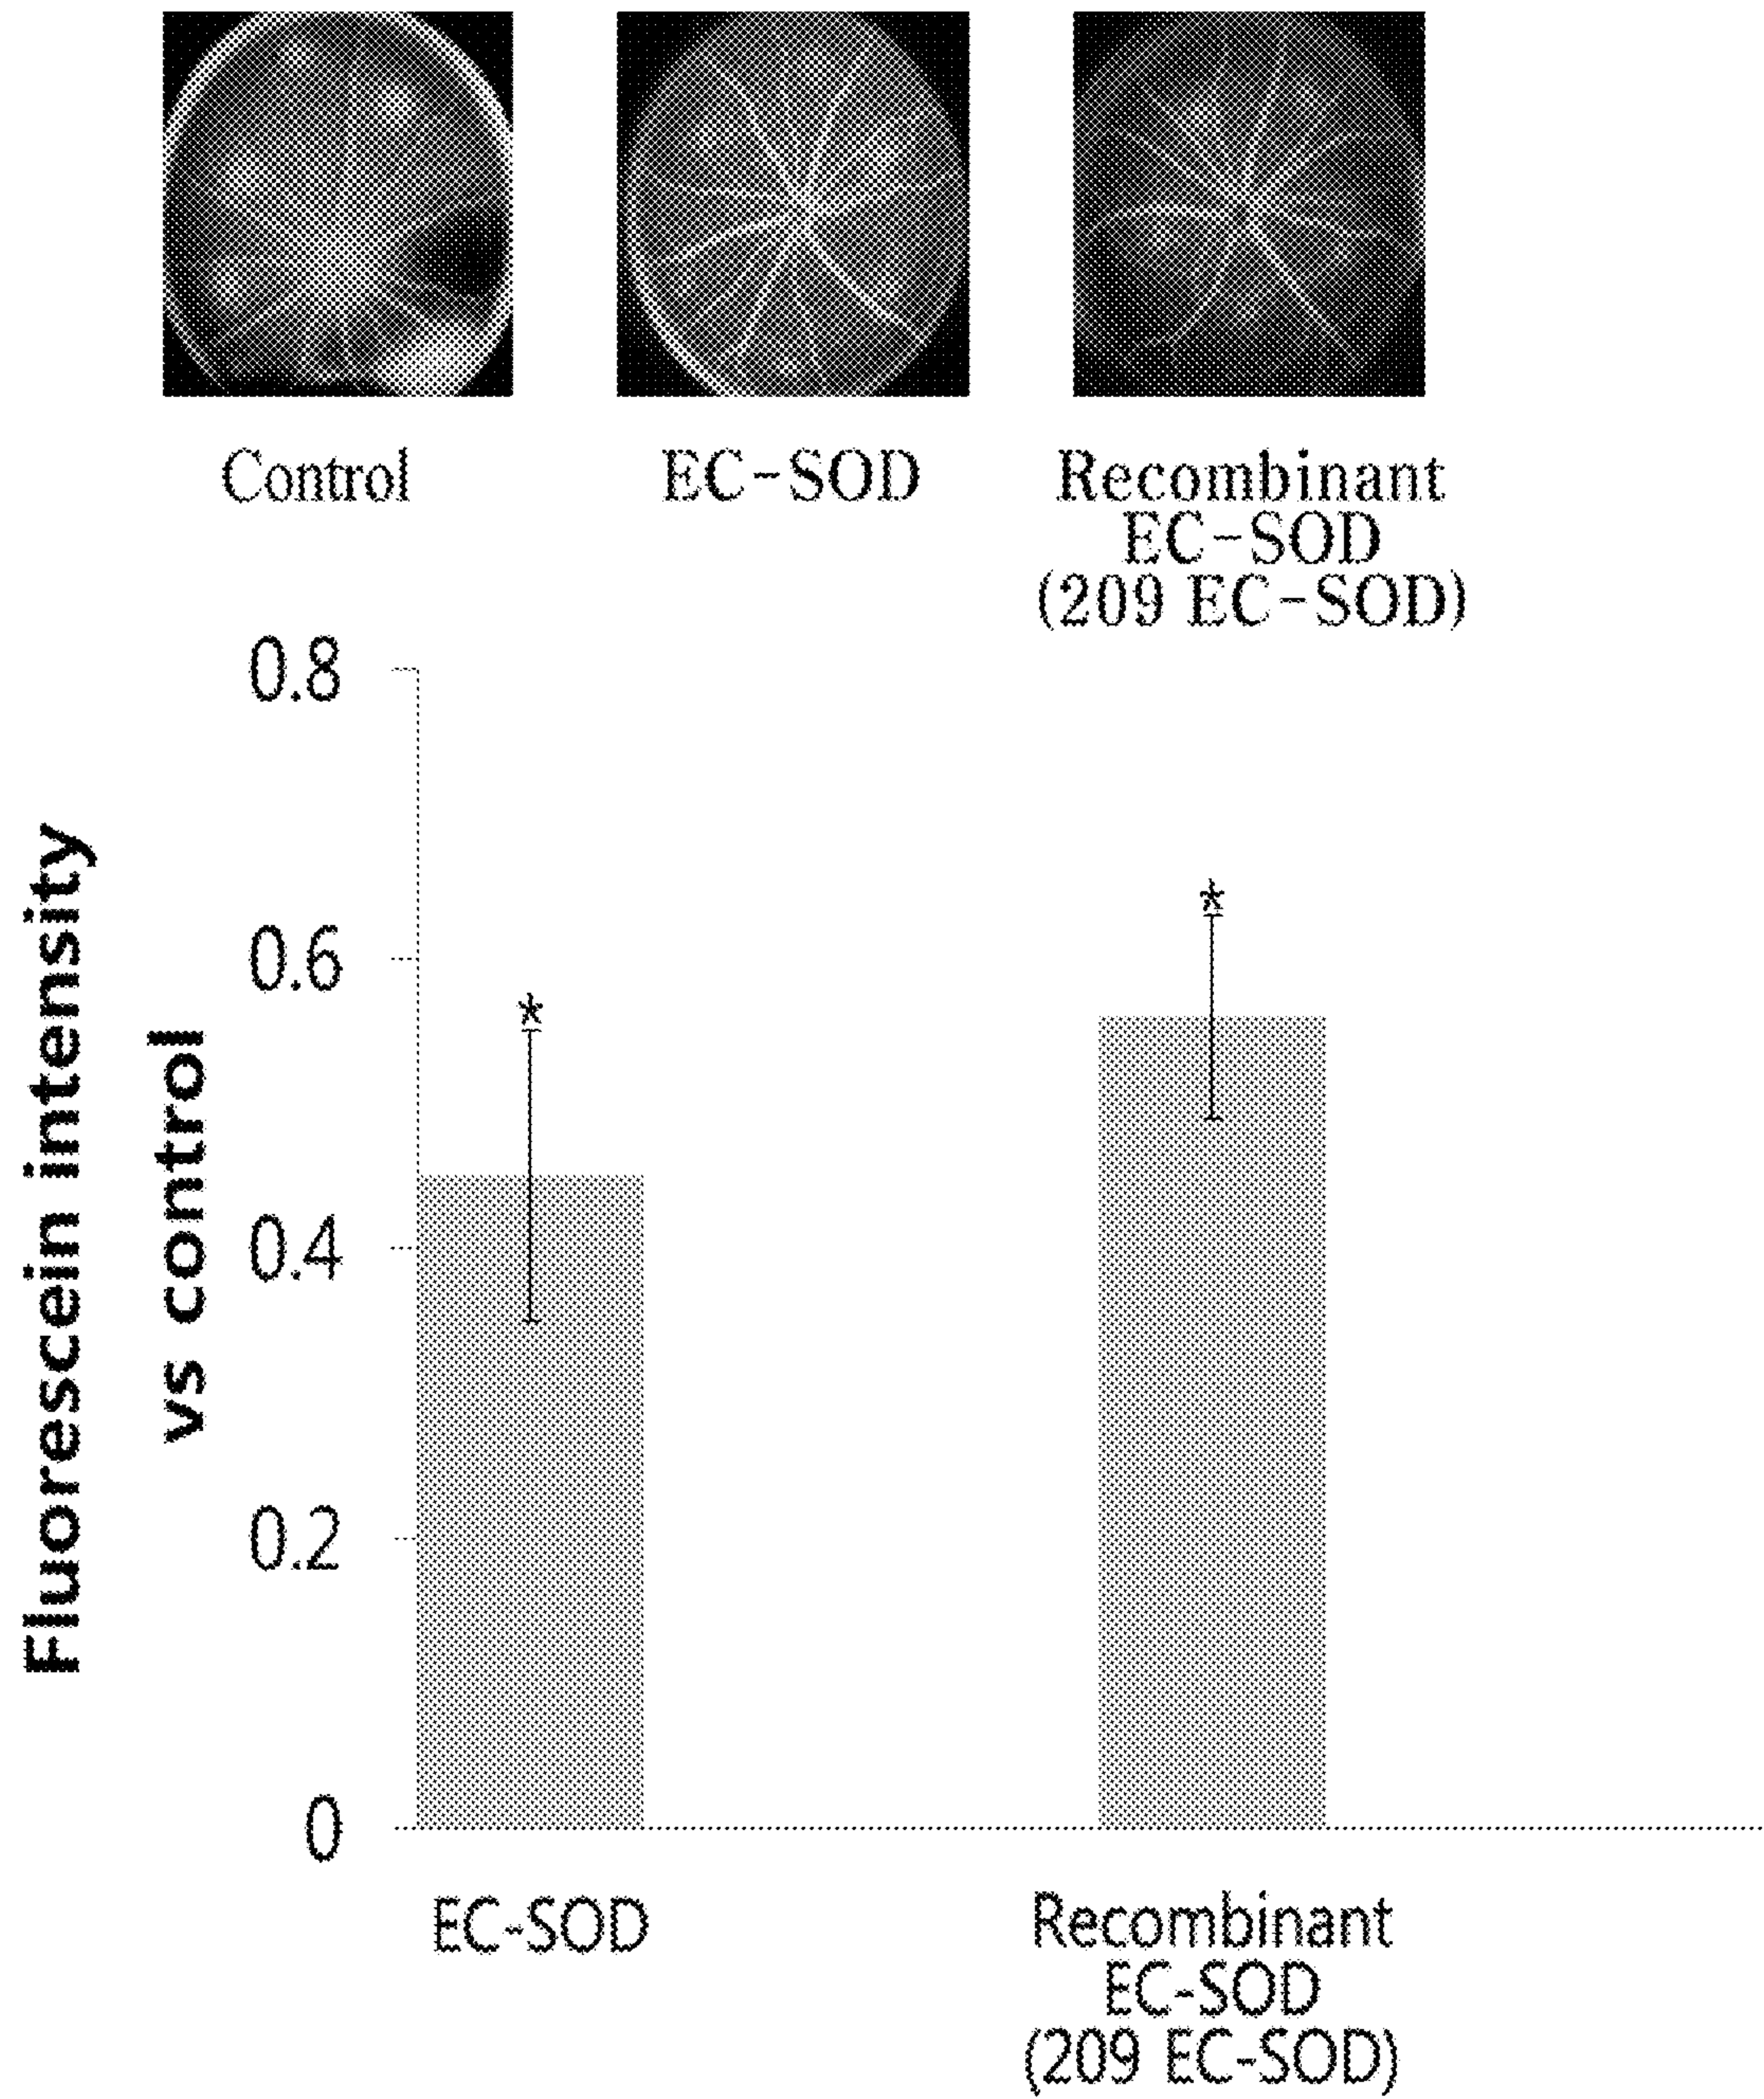 Control
EC-SOD
Recombinant
EC-SOD
(209 EC-SOD)
Fluorescein intensity
vs control
0.8
0.6
0.4
0.2
0
*
*
EC-SOD
Recombinant
EC-SOD
(209 EC-SOD)